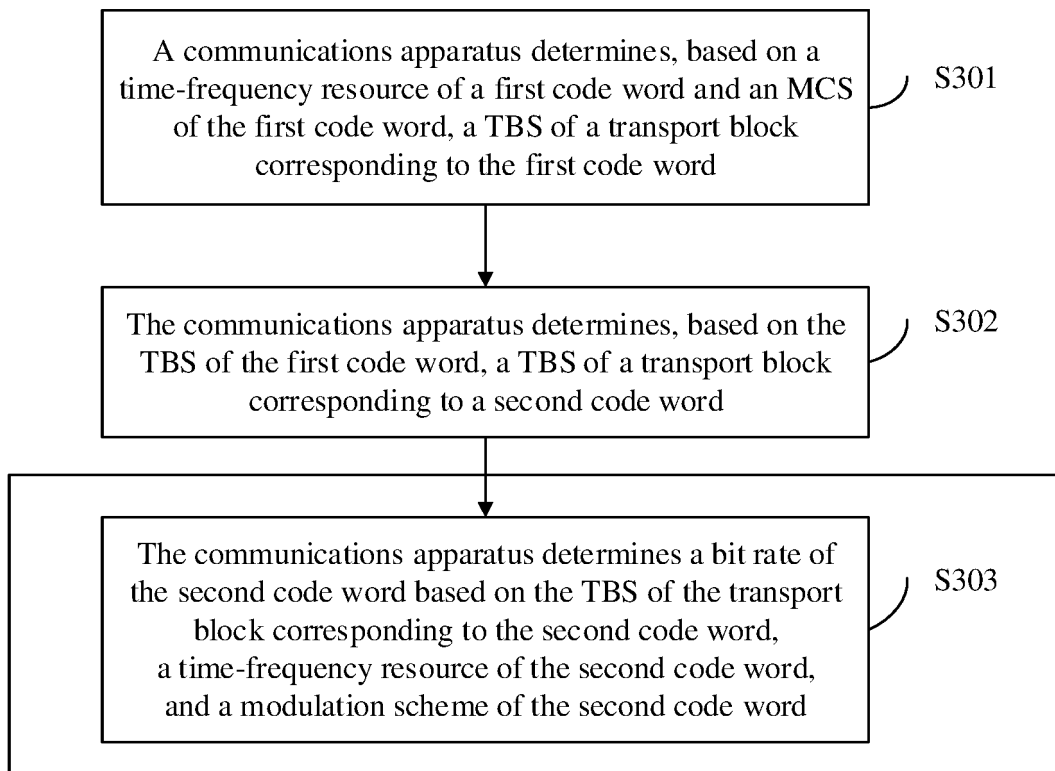 A communications apparatus determines, based on a
time-frequency resource of a first code word and an MCS
of the first code word, a TBS of a transport block
corresponding to the first code word
S301
The communications apparatus determines, based on the
TBS of the first code word, a TBS of a transport block
corresponding to a second code word
S302
The communications apparatus determines a bit rate of
the second code word based on the TBS of the transport
block corresponding to the second code word,
a time-frequency resource of the second code word,
and a modulation scheme of the second code word
S303